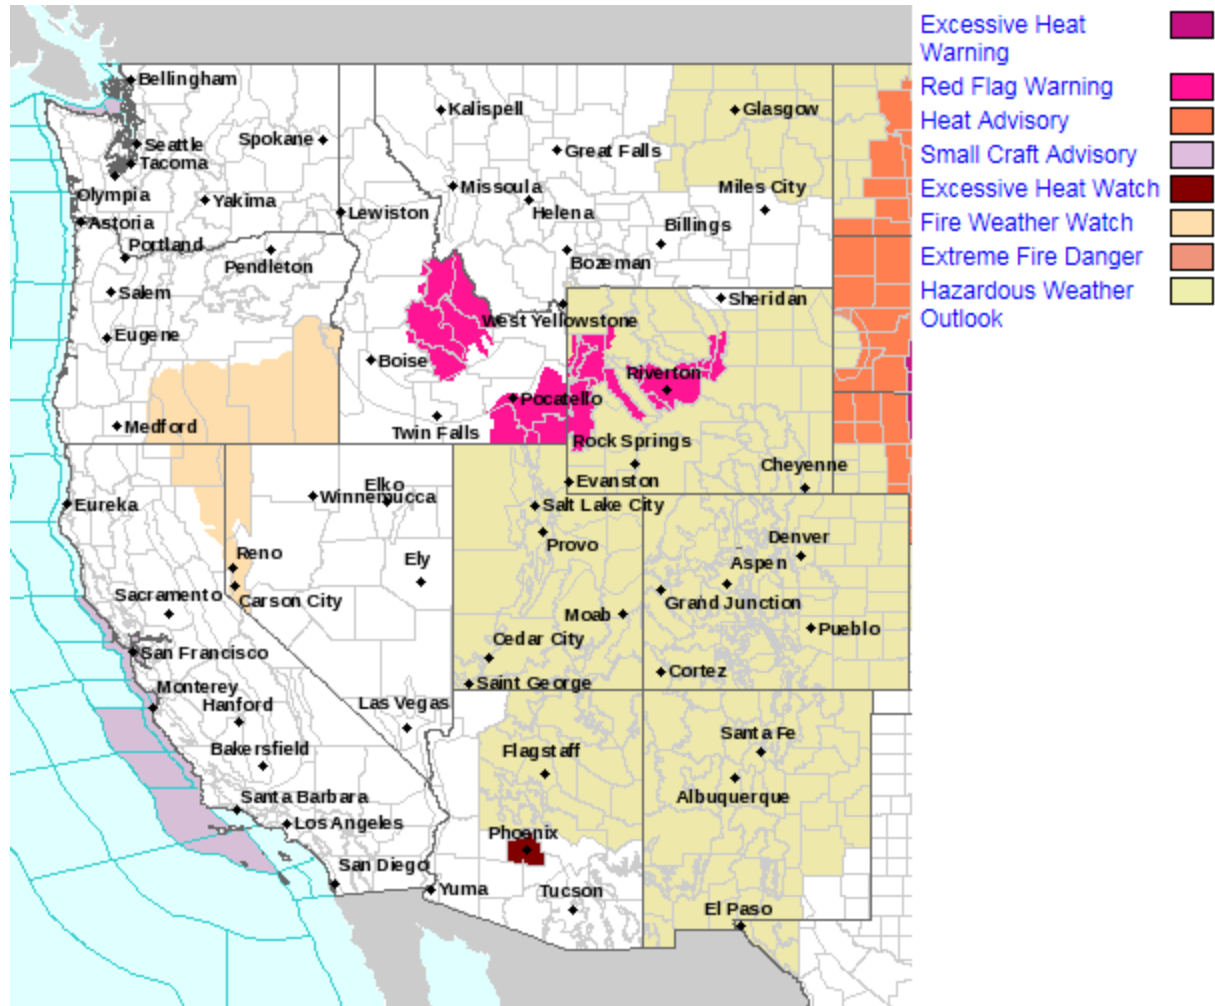 Bellingham
Kalispell
Glasgow
Seattle
Spokane
Great Falls
Tacoma
Olympia
Yakima
Missoula
Miles City
Lewiston
Helena
Astoria
Billings
Portland
Pendleton
Bozeman
Salem
Sheridan
West Yellowstone
Eugene
Boise
Riverton
Pocatello
Medford
Twin Falls
Rock Springs
Cheyenne
Elko
Evanston
Winnemucca
Eureka
Salt Lake City
Denver
Provo
Reno
Ely
Aspen
Sacramento
Carson City
Grand Junction
Moab
Pueblo
Cedar City
San Francisco
Cortez
Saint George
Monterey
Hanford
Las Vegas
Santa Fe
Bakersfield
Flagstaff
Santa Barbara
Albuquerque
Los Angeles
Phoenix
San Diego
Yuma
Tucson
El Paso
Excessive Heat
Warning
Red Flag Warning
Heat Advisory
Small Craft Advisory
Excessive Heat Watch
Fire Weather Watch
Extreme Fire Danger
Hazardous Weather
Outlook